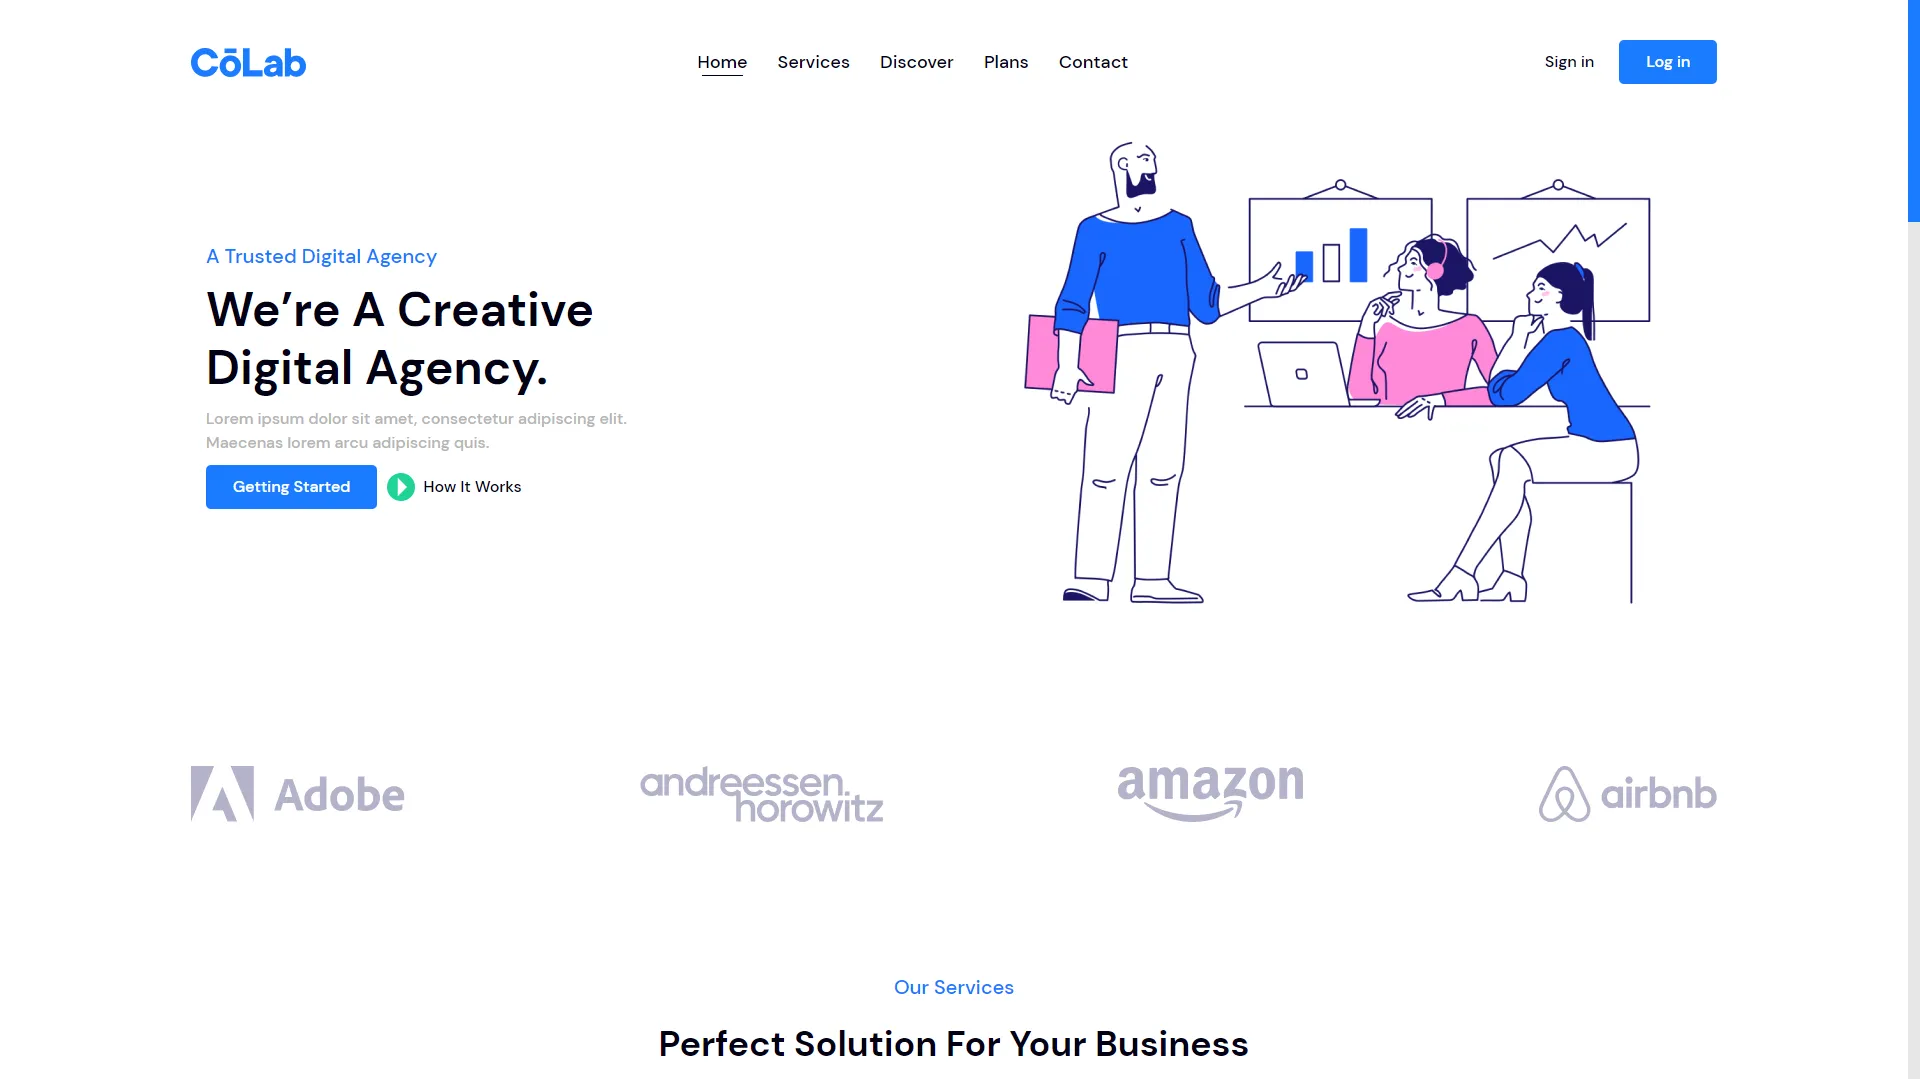 CōLab
Home
Services
Discover
Plans
Contact
Sign in
Log in
A Trusted Digital Agency
We’re A Creative
Digital Agency.
Lorem ipsum dolor sit amet, consectetur adipiscing elit.
Maecenas lorem arcu adipiscing quis.
Getting Started
How It Works
Adobe
andreessen.
horowitz
amazon
airbnb
Our Services
Perfect Solution For Your Business